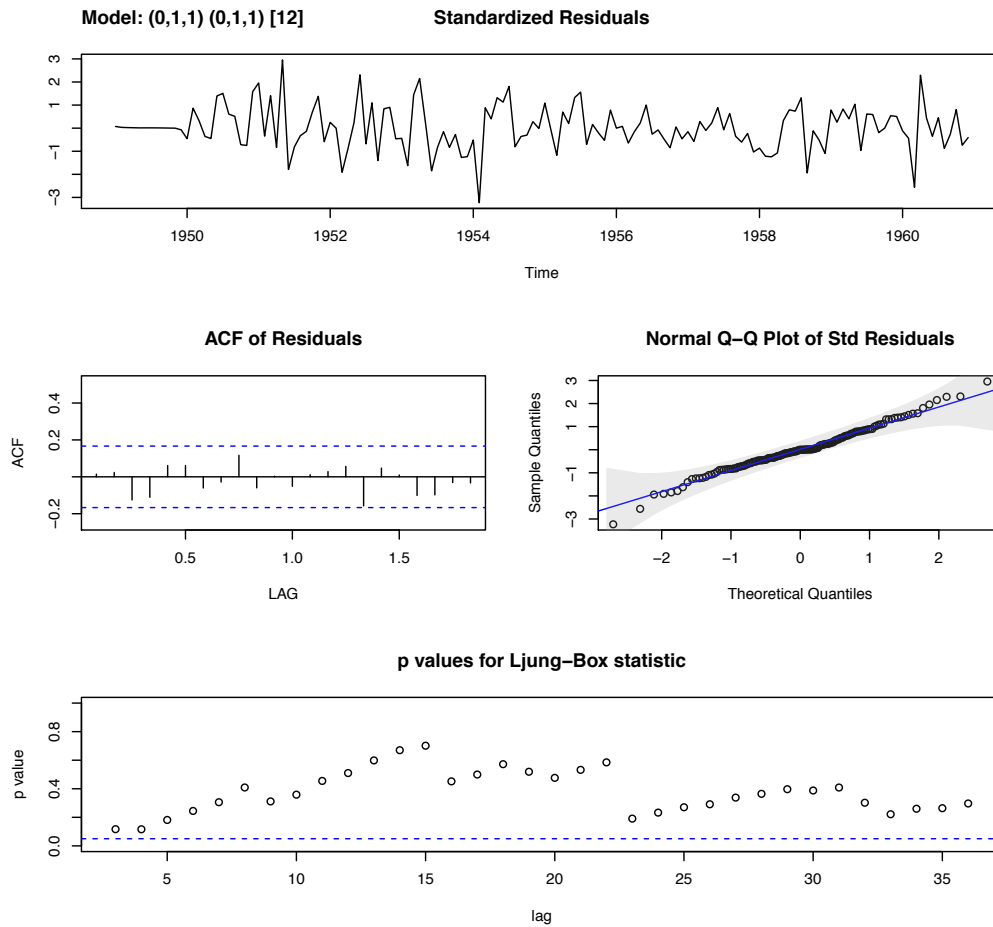 Model: (0,1,1) (0,1,1) [12] Standardized Residuals
3
2
1
−1
−3
1950 1952 1954 1956 1958 1960
Time
ACF of Residuals
ACF
0.4
0.2
−0.2
0.5 1.0 1.5
LAG
Normal Q−Q Plot of Std Residuals
Sample Quantiles
3
2
1
−1
−3
−2 −1 0 1 2
Theoretical Quantiles
p values for Ljung−Box statistic
p value
0.8
0.4
0.0
5 10 15 20 25 30 35
lag